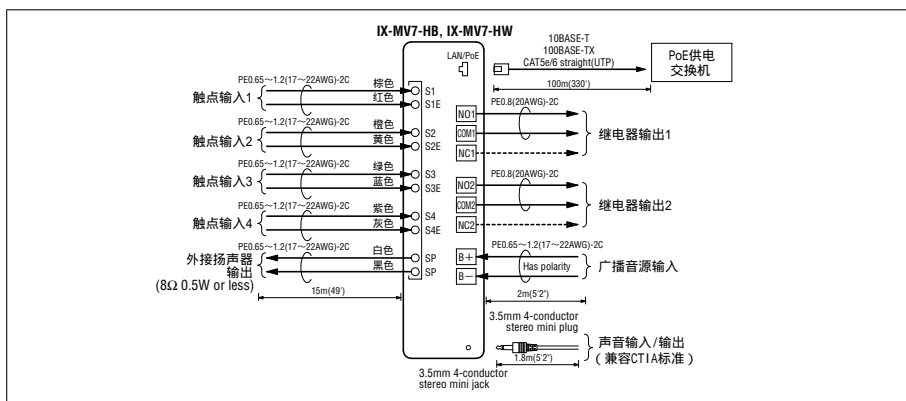 IX-MV7-HB, IX-MV7-HW
LAN/PoE
10BASE-T
100BASE-TX
CAT5e/6 straight(UTP)
PoE供电
交换机
100m(330')
触点输入1
PE0.65～1.2(17～22AWG)-2C
棕色
红色
S1
S1E
触点输入2
PE0.65～1.2(17～22AWG)-2C
橙色
黄色
S2
S2E
触点输入3
PE0.65～1.2(17～22AWG)-2C
绿色
蓝色
S3
S3E
触点输入4
PE0.65～1.2(17～22AWG)-2C
紫色
灰色
S4
S4E
外接扬声器
输出
(8Ω 0.5W or less)
PE0.65～1.2(17～22AWG)-2C
白色
黑色
SP
SP
15m(49')
NO1
COM1
NC1
PE0.8(20AWG)-2C
继电器输出1
NO2
COM2
NC2
PE0.8(20AWG)-2C
继电器输出2
PE0.65～1.2(17～22AWG)-2C
B+
B−
Has polarity
广播音源输入
2m(5'2")
3.5mm 4-conductor
stereo mini plug
声音输入/输出
（兼容CTIA标准）
1.8m(5'2")
3.5mm 4-conductor
stereo mini jack